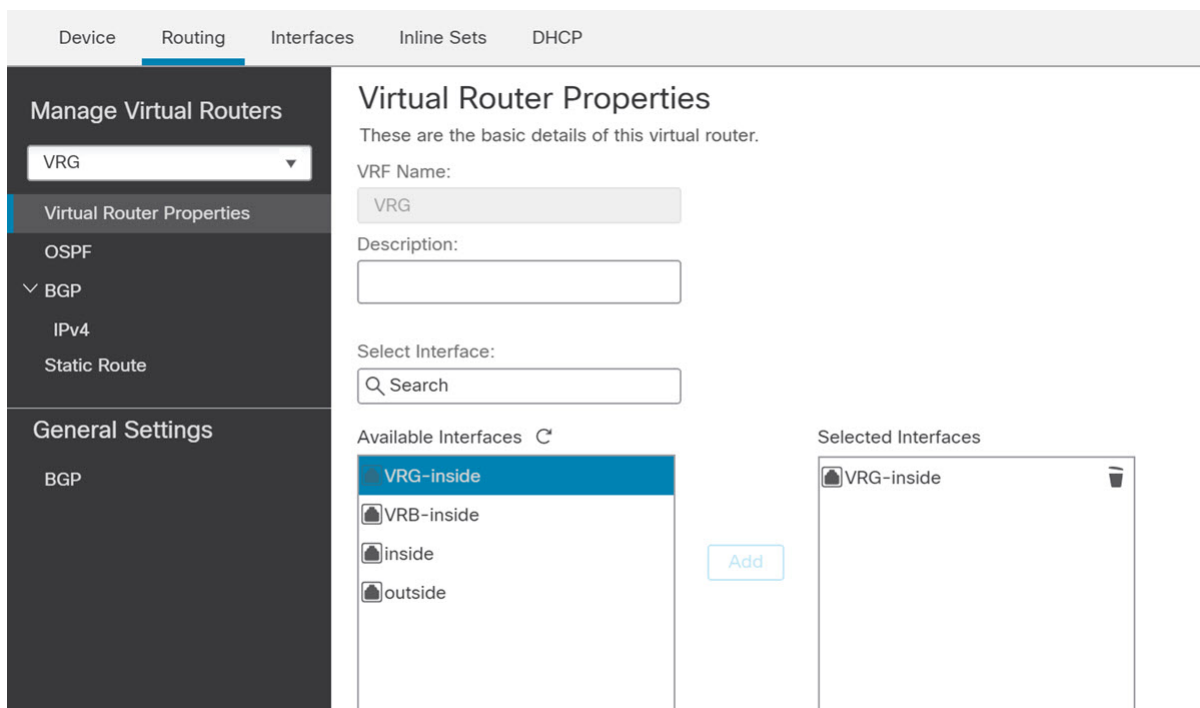 Device Routing Interfaces Inline Sets DHCP
Manage Virtual Routers
VRG
Virtual Router Properties
OSPF
BGP
IPv4
Static Route
General Settings
BGP
Virtual Router Properties
These are the basic details of this virtual router.
VRF Name:
VRG
Description:
Select Interface:
Search
Available Interfaces
VRG-inside
VRB-inside
inside
outside
Add
Selected Interfaces
VRG-inside